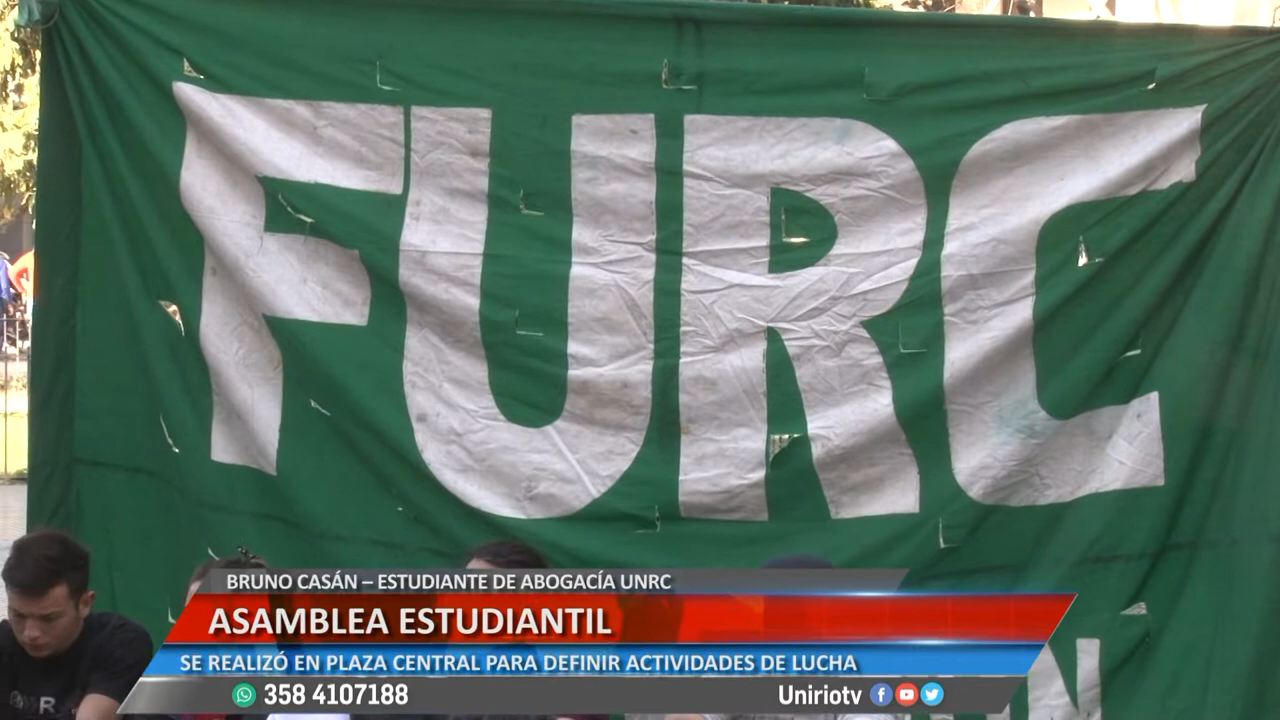 FURC
BRUNO CASÁN – ESTUDIANTE DE ABOGACÍA UNRC
ASAMBLEA ESTUDIANTIL
SE REALIZÓ EN PLAZA CENTRAL PARA DEFINIR ACTIVIDADES DE LUCHA
358 4107188 Uniriotv